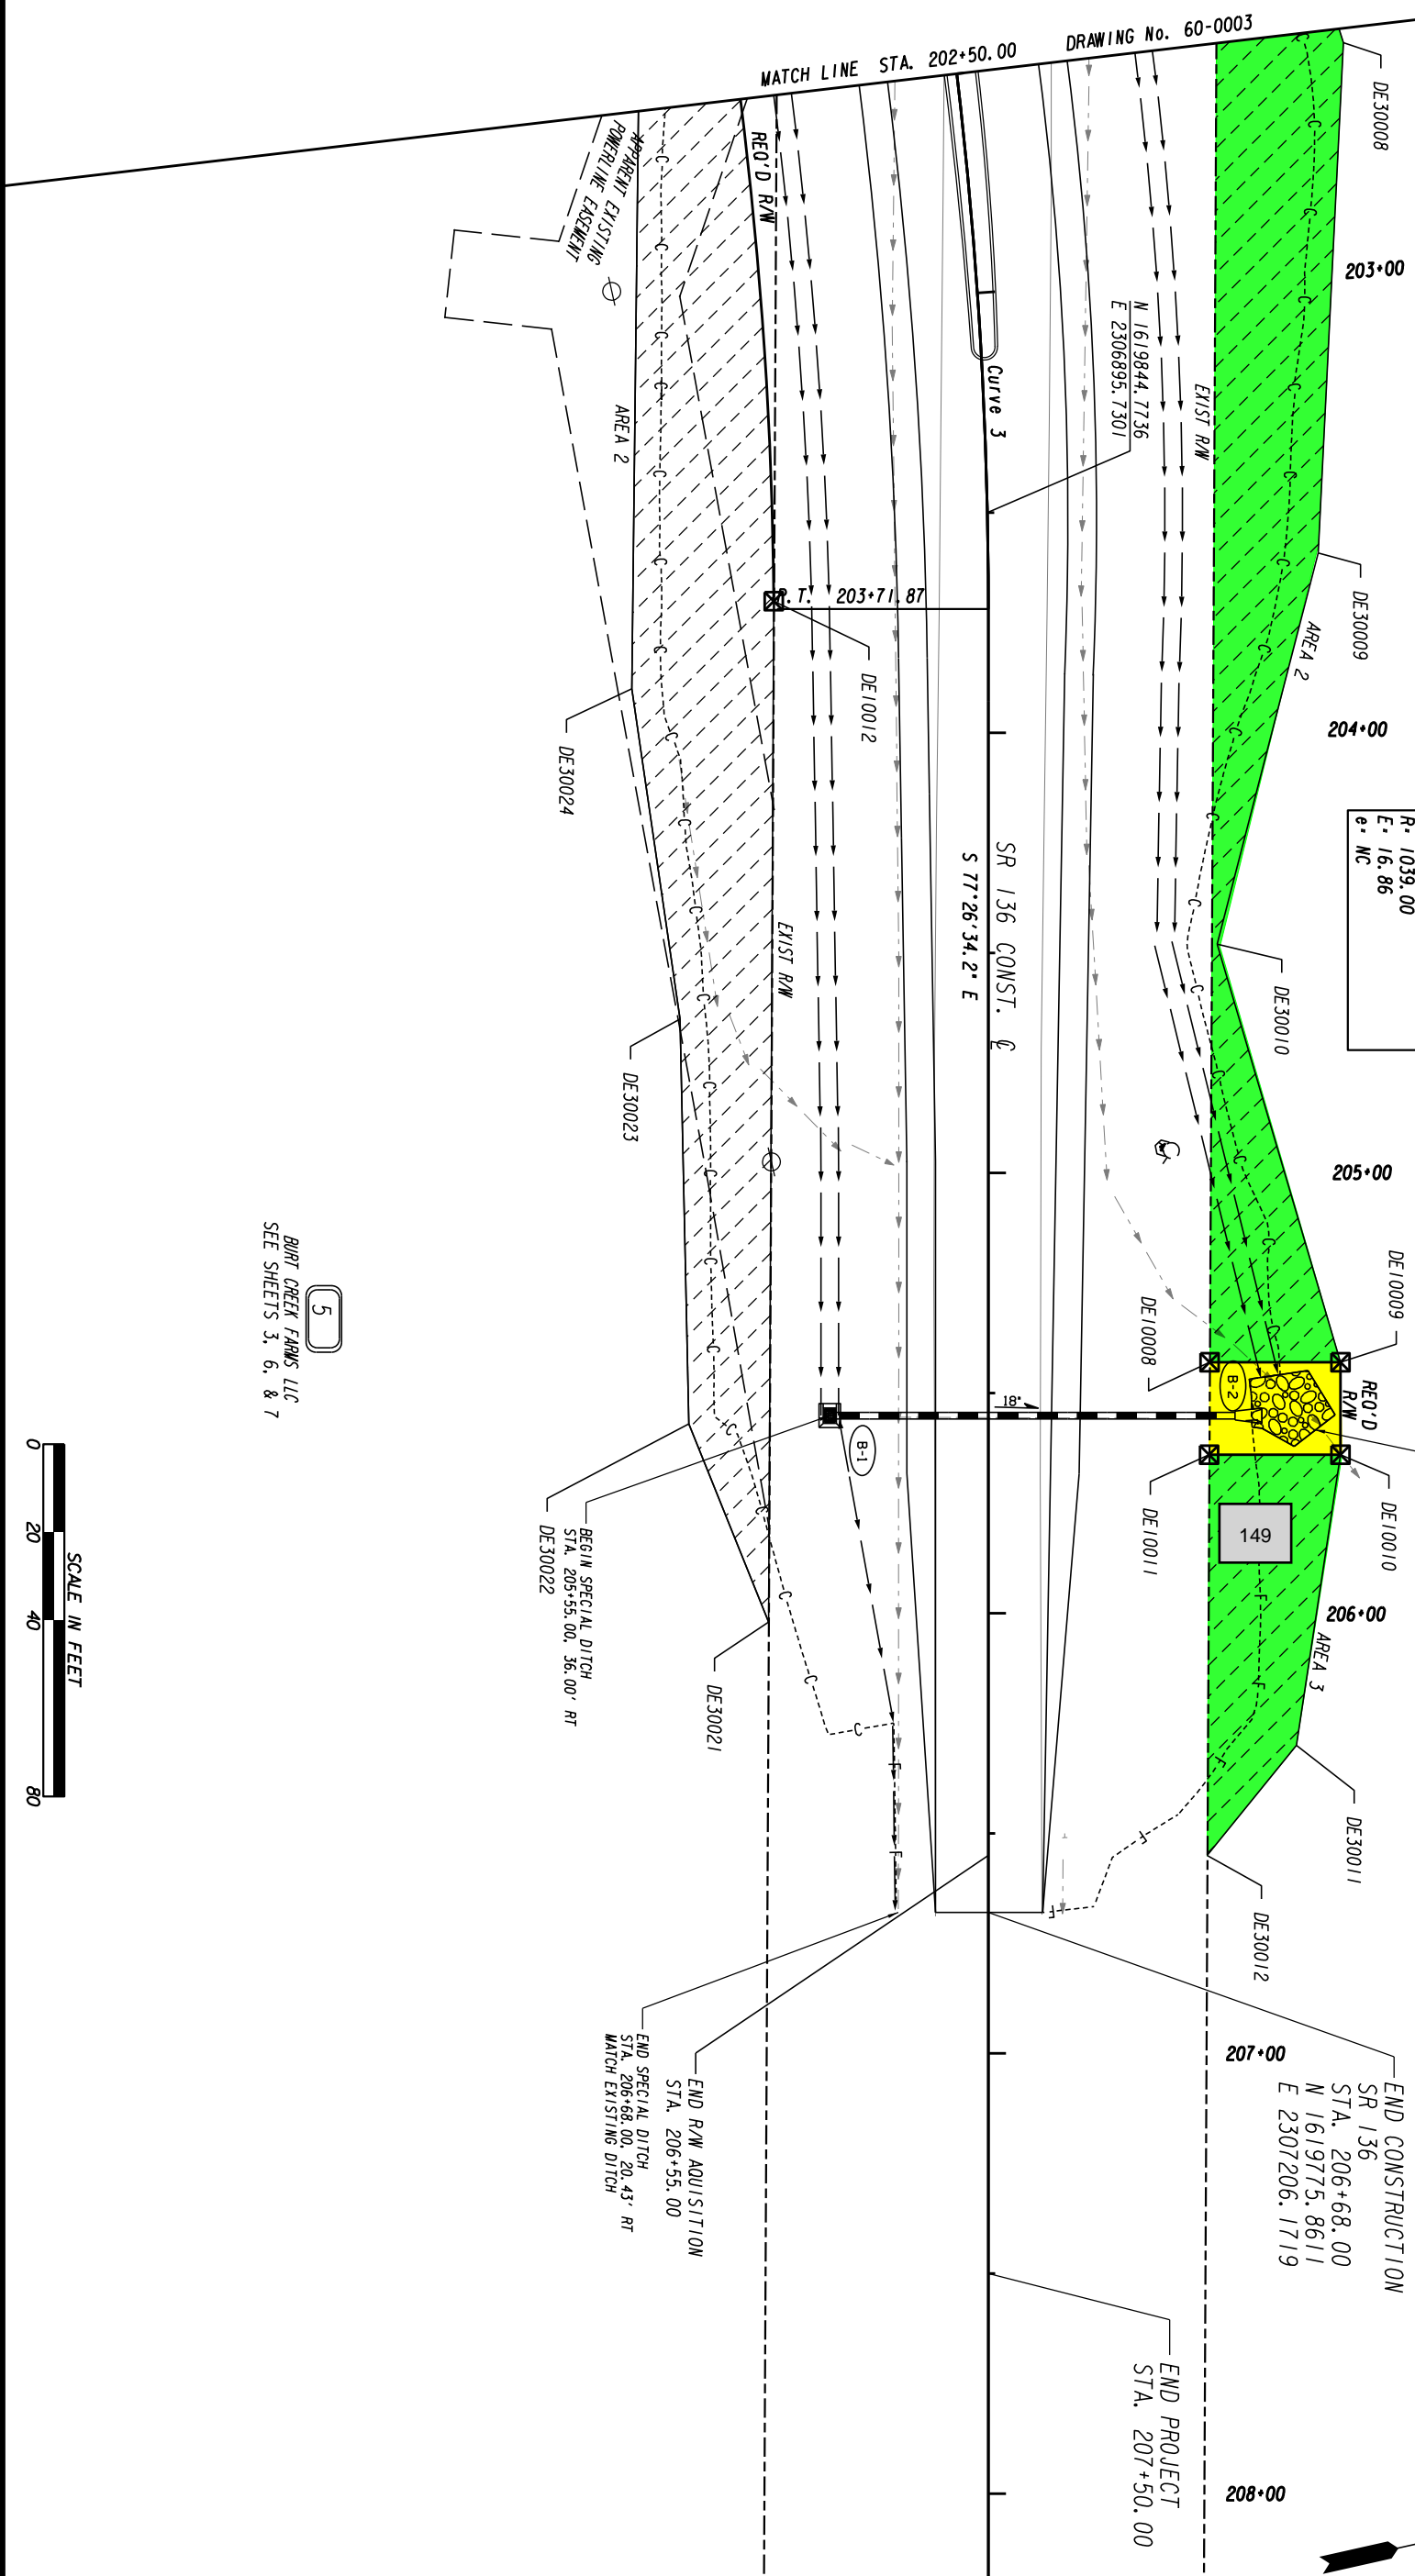 MATCH LINE STA. 202+50.00 DRAWING No. 60-0003
DE30008
203+00
APPARENT EXISTING
POWERLINE EASEMENT
REQ'D R/W
N 1619844.7736
E 2306895.7301
Curve 3
EXIST R/W
AREA 2
DE30009
AREA 2
P.T. 203+71.87
DE10012
204+00
DE30024
R= 1039.00
E= 16.86
e= NC
SR 136 CONST. ℄
S 77°26'34.2" E
EXIST R/W
DE30010
DE30023
205+00
DE10009
DE10008
REQ'D
R/W
B-2
18"
B-1
5
BURT CREEK FARMS LLC
SEE SHEETS 3, 6, & 7
DE10010
DE10011
149
BEGIN SPECIAL DITCH
STA. 205+55.00, 36.00' RT
DE30022
206+00
AREA 3
DE30021
DE30011
DE30012
0 20 40 80
SCALE IN FEET
207+00
END CONSTRUCTION
SR 136
STA. 206+68.00
N 1619775.8611
E 2307206.1719
END R/W AQUISITION
STA. 206+55.00
END SPECIAL DITCH
STA. 206+68.00, 20.43' RT
MATCH EXISTING DITCH
END PROJECT
STA. 207+50.00
208+00